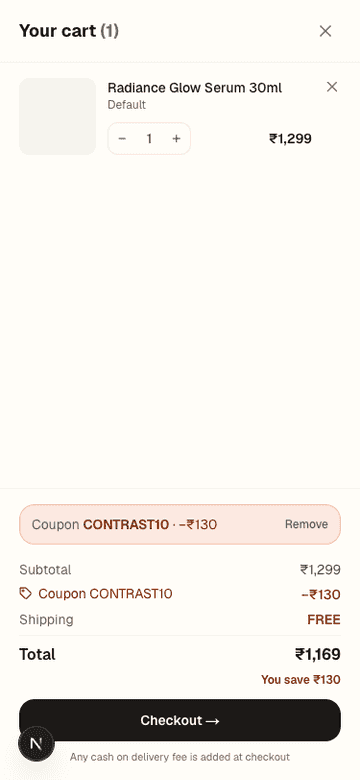 Your cart (1)
Radiance Glow Serum 30ml
Default
− 1 + ₹1,299
Coupon CONTRAST10 · −₹130 Remove
Subtotal ₹1,299
Coupon CONTRAST10 −₹130
Shipping FREE
Total ₹1,169
You save ₹130
Checkout →
N
Any cash on delivery fee is added at checkout